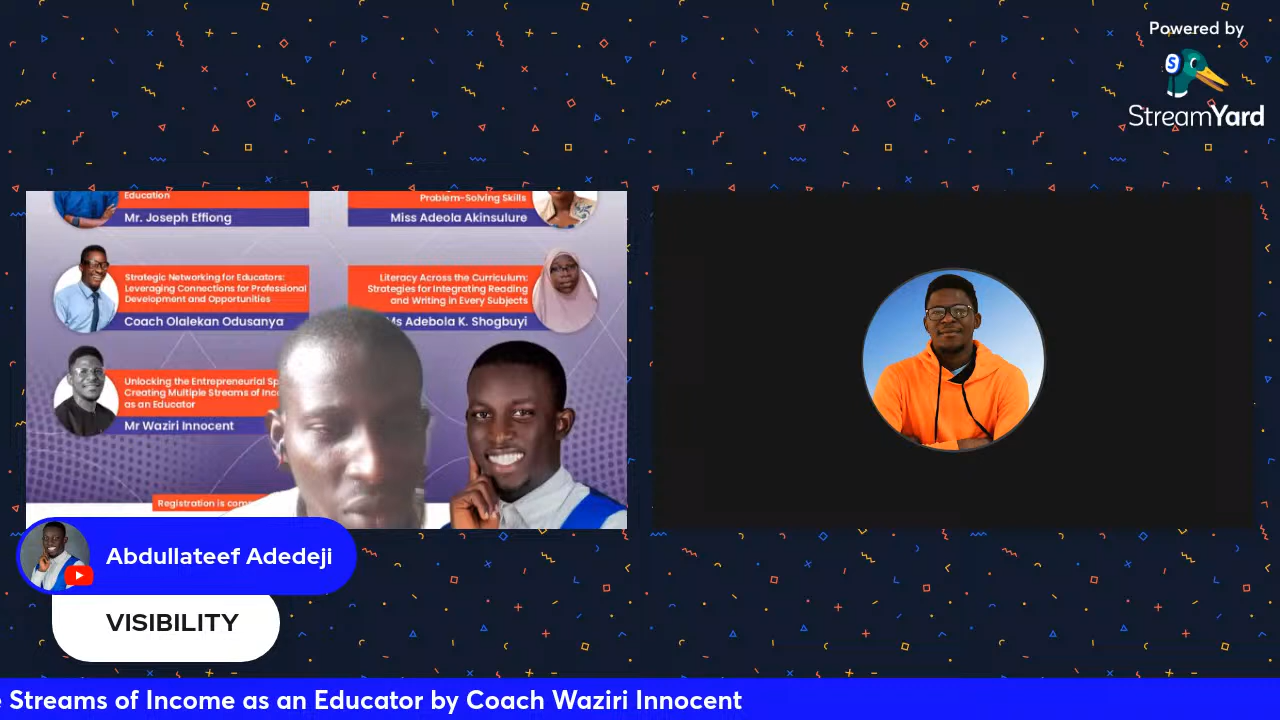 Powered by
StreamYard
Education
Mr. Joseph Effiong
Problem-Solving Skills
Miss Adeola Akinsulure
Strategic Networking for Educators:
Leveraging Connections for Professional
Development and Opportunities
Coach Olalekan Odusanya
Literacy Across the Curriculum:
Strategies for Integrating Reading
and Writing in Every Subjects
Ms Adebola K. Shogbuyi
Unlocking the Entrepreneurial Sp
Creating Multiple Streams of Inc
as an Educator
Mr Waziri Innocent
Registration is com
Abdullateef Adedeji
VISIBILITY
Streams of Income as an Educator by Coach Waziri Innocent